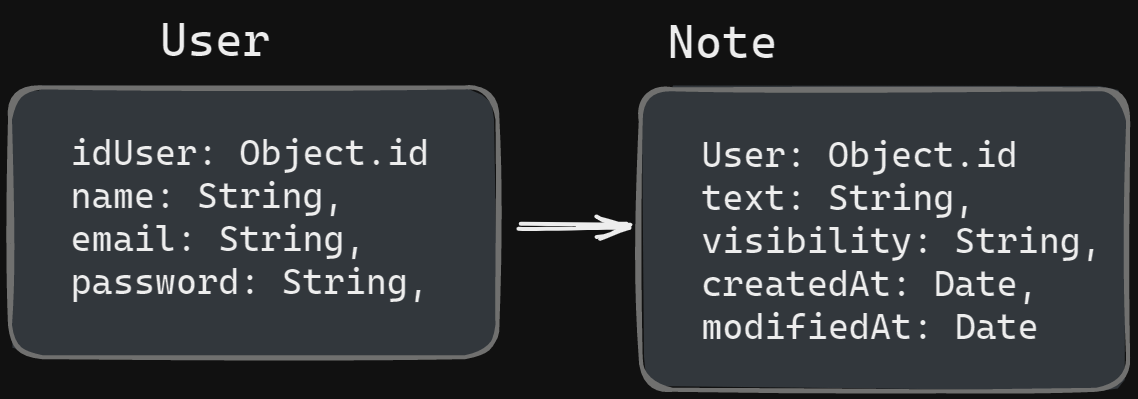 User
idUser: Object.id
name: String,
email: String,
password: String,
Note
User: Object.id
text: String,
visibility: String,
createdAt: Date,
modifiedAt: Date